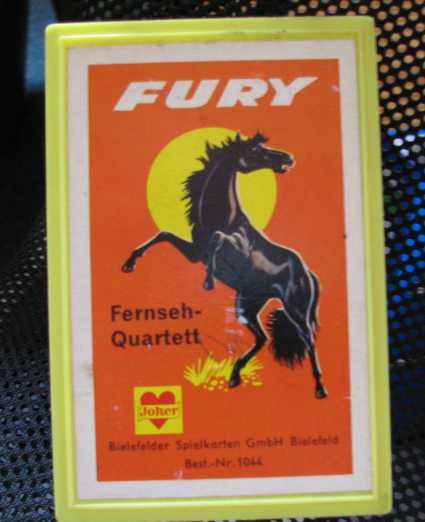 FURY
Fernseh-
Quartett
Joker
Bielefelder Spielkarten GmbH Bielefeld
Best.-Nr. 1044